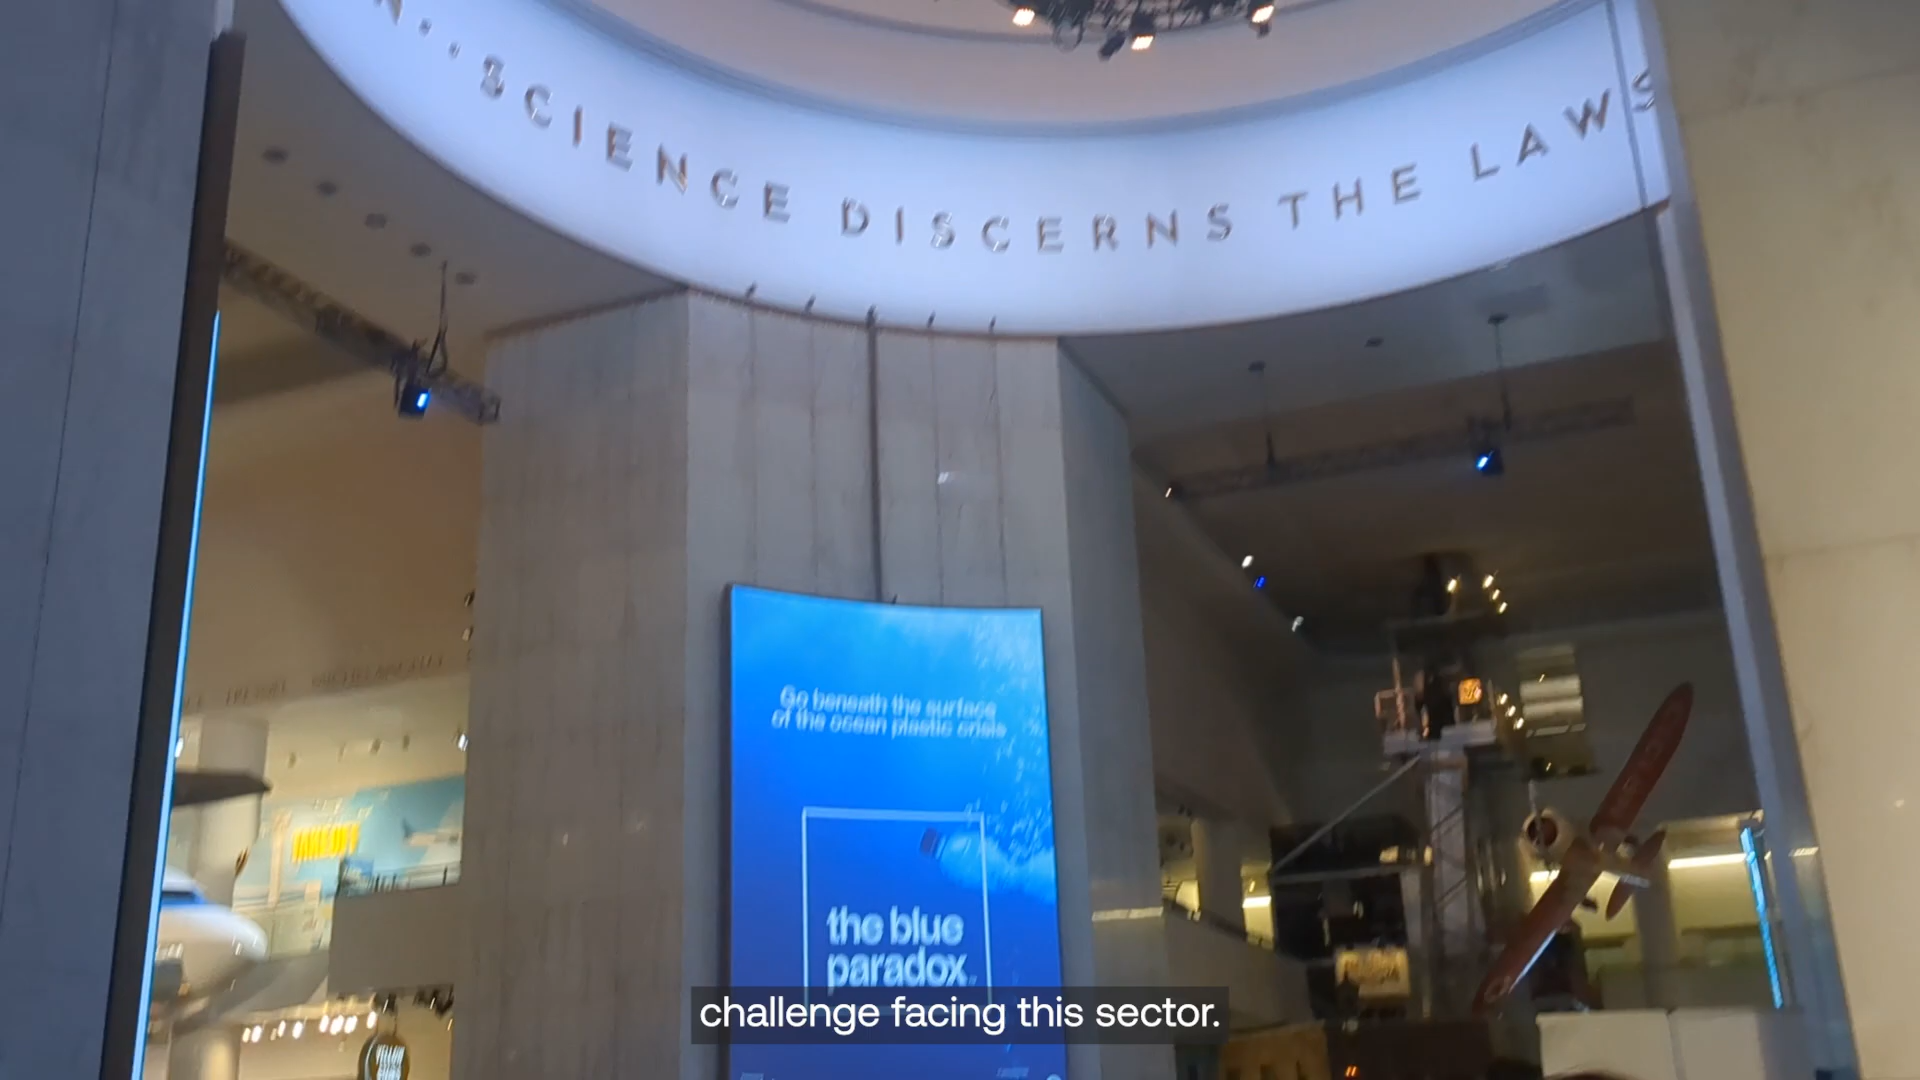 SCIENCE DISCERNS THE LAWS
Go beneath the surface
of the ocean plastic crisis
TAKEOFF
the blue
paradox
challenge facing this sector.